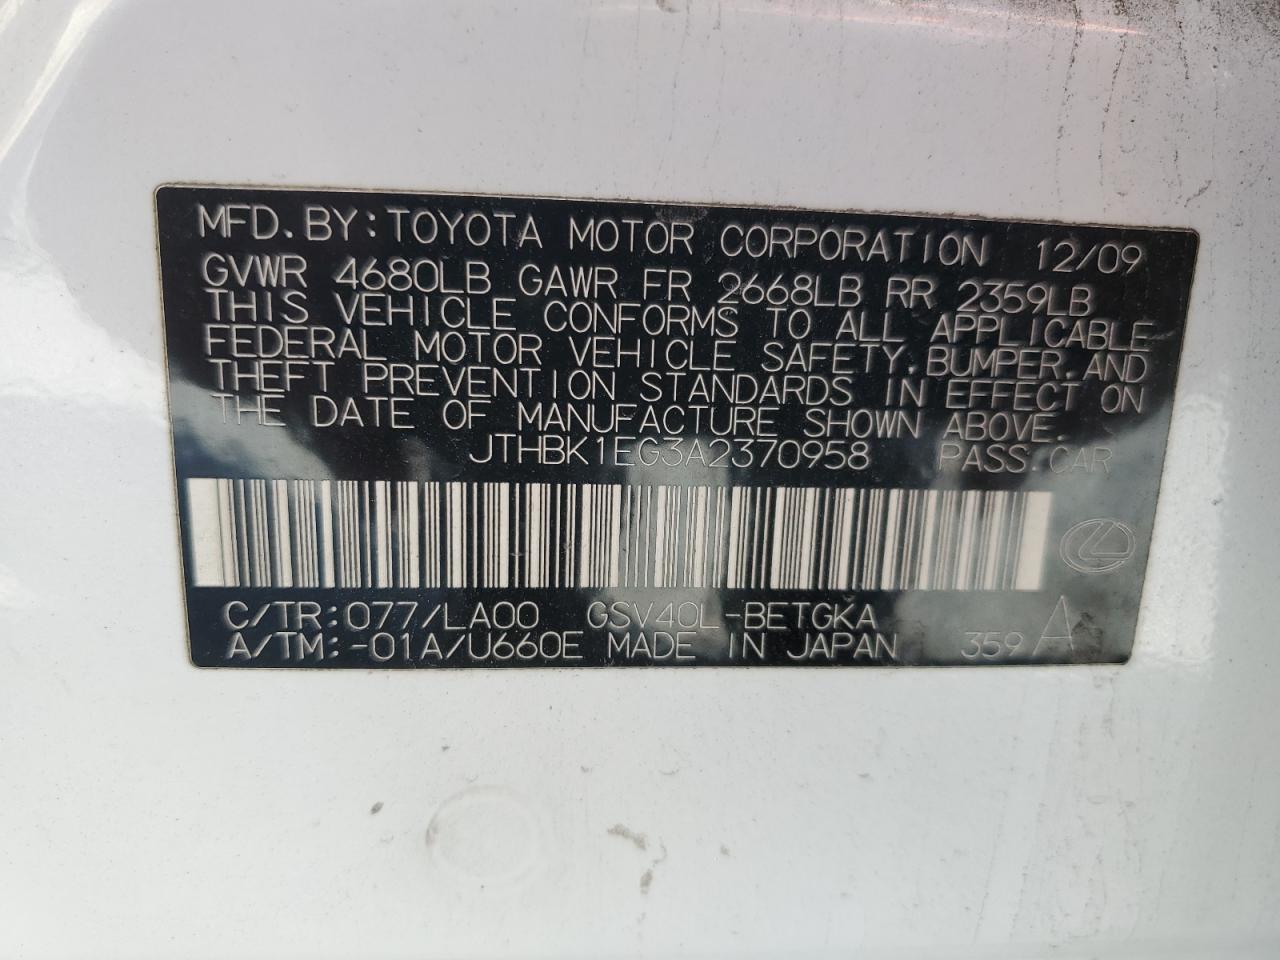 MFD. BY: TOYOTA MOTOR CORPORATION 12/09
GVWR 4680LB GAWR FR 2668LB RR 2359LB
THIS VEHICLE CONFORMS TO ALL APPLICABLE
FEDERAL MOTOR VEHICLE SAFETY, BUMPER, AND
THEFT PREVENTION STANDARDS IN EFFECT ON
THE DATE OF MANUFACTURE SHOWN ABOVE.
JTHBK1EG3A2370958 PASS. CAR
C/TR: 077/LA00 GSV40L-BETGKA
A/TM: -01A/U660E MADE IN JAPAN 359 A